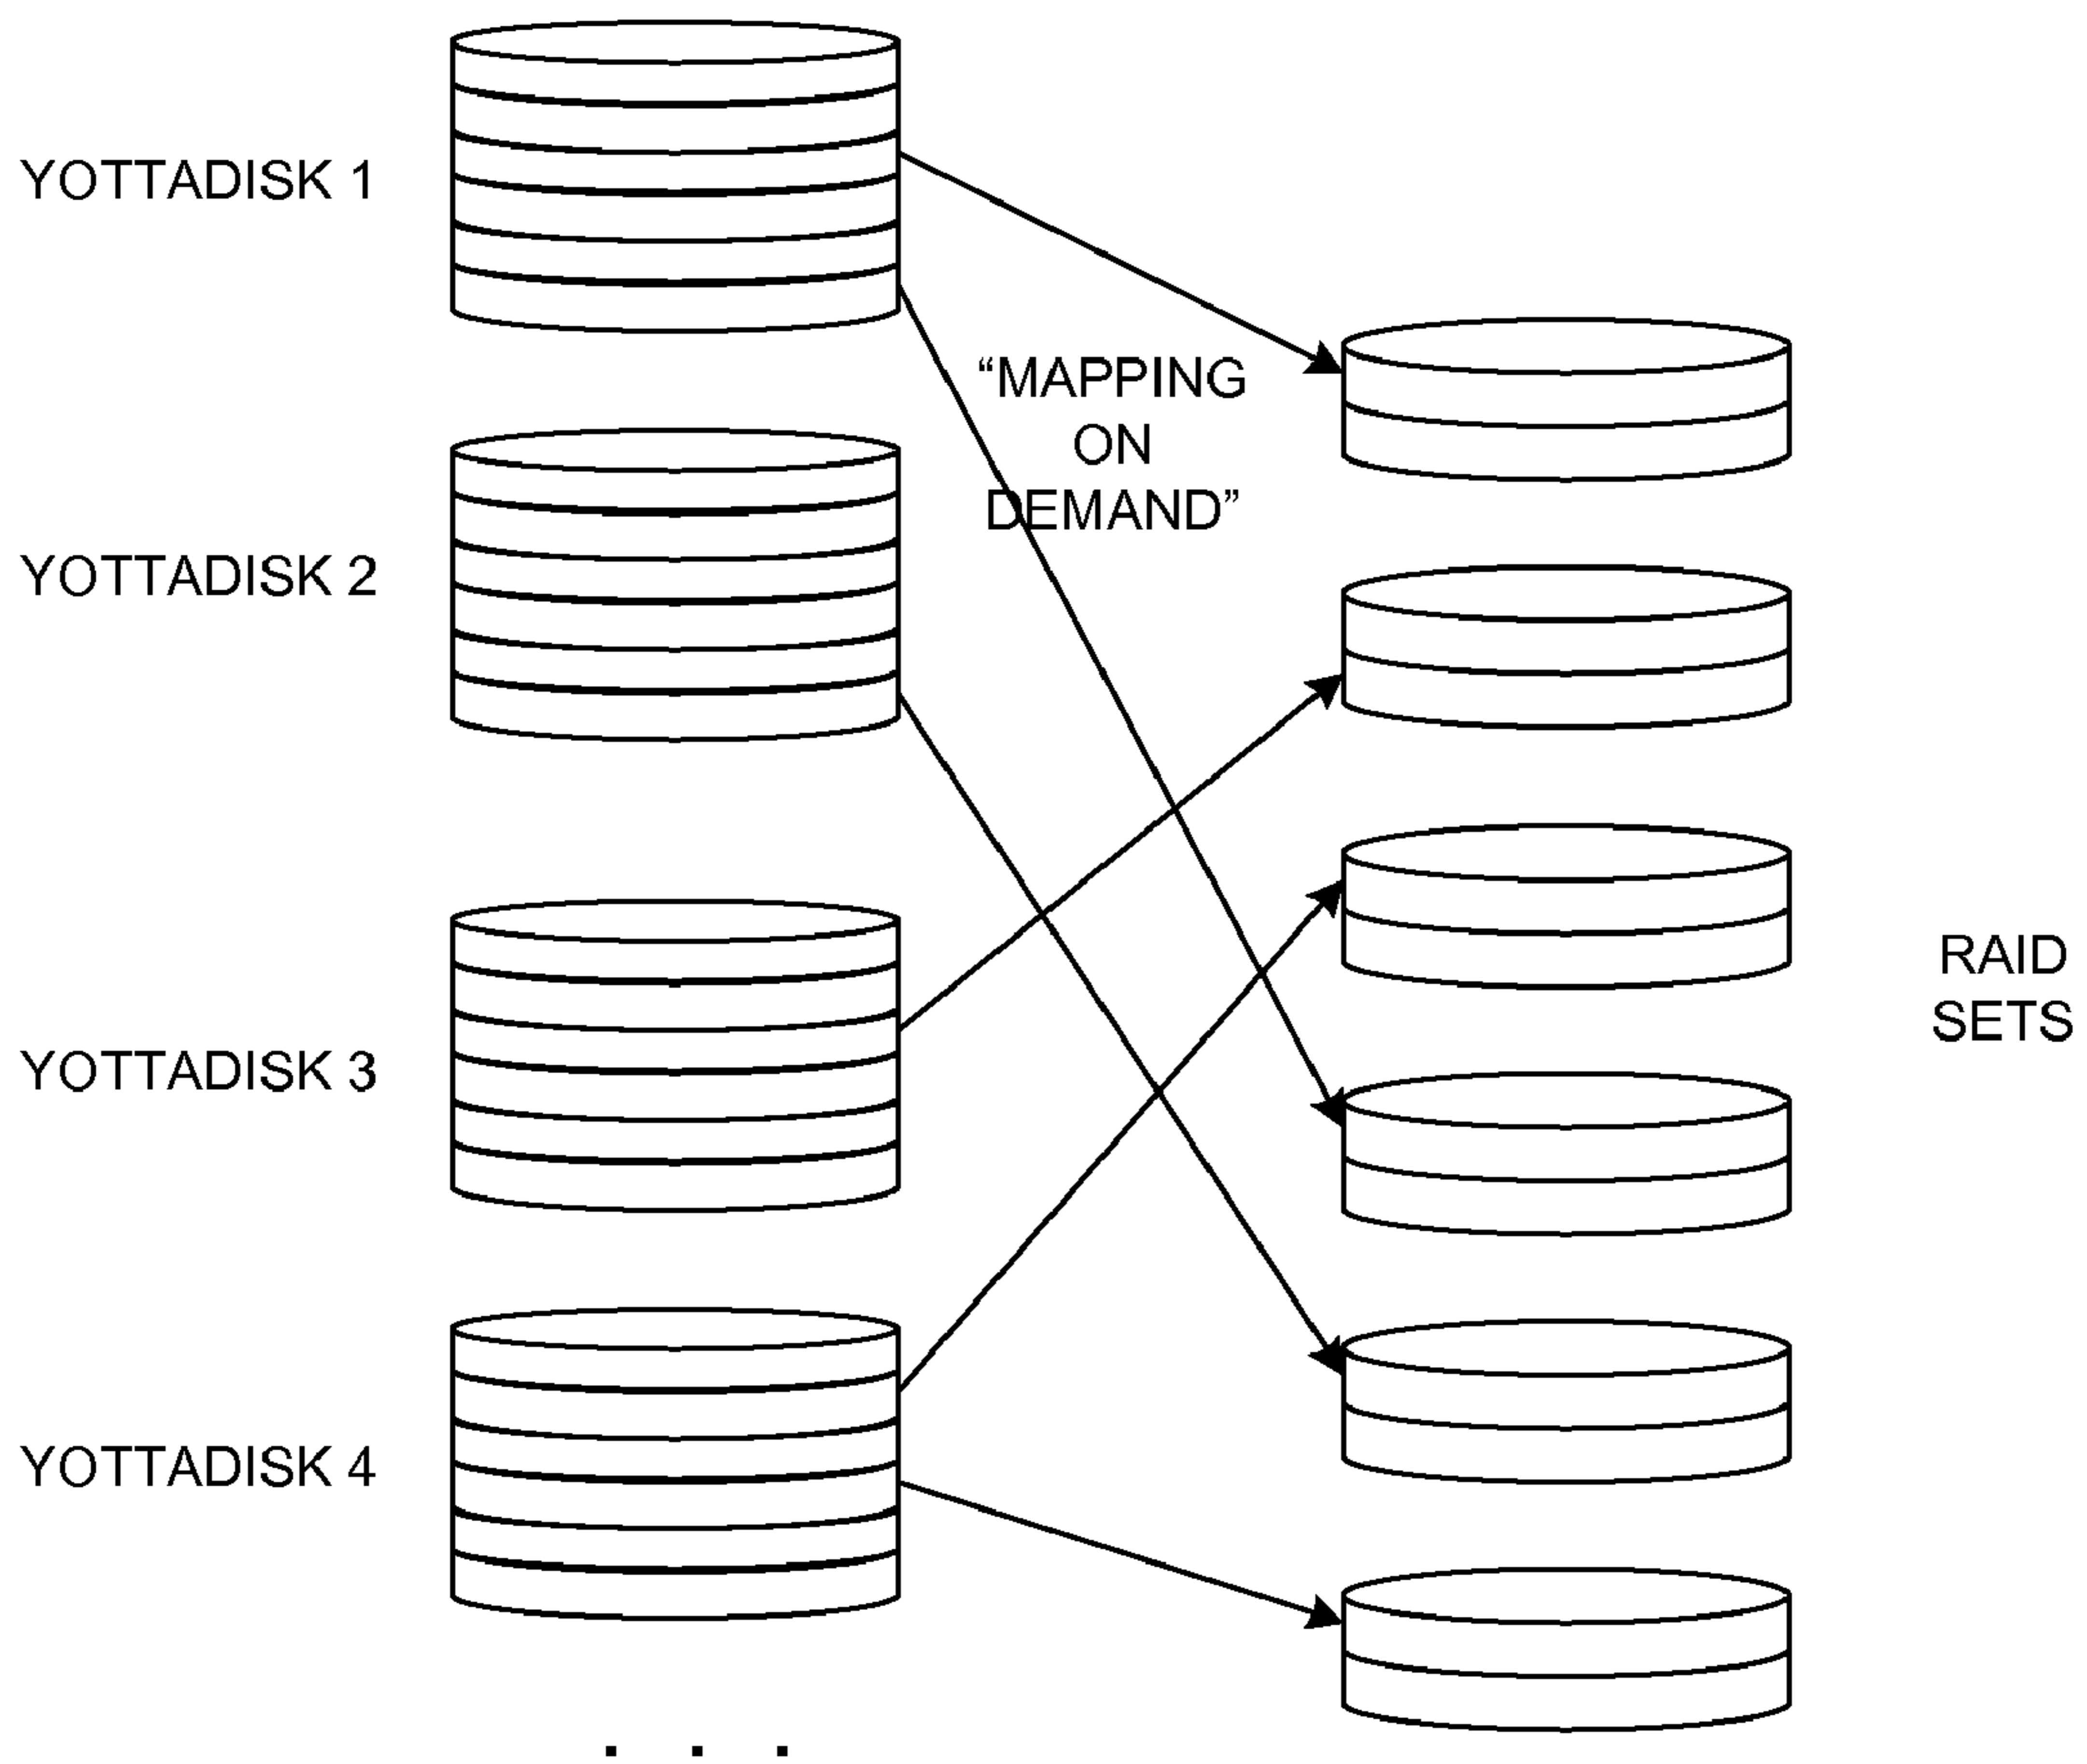 YOTTADISK 1
“MAPPING
ON
DEMAND”
YOTTADISK 2
YOTTADISK 3
RAID
SETS
YOTTADISK 4
. . .